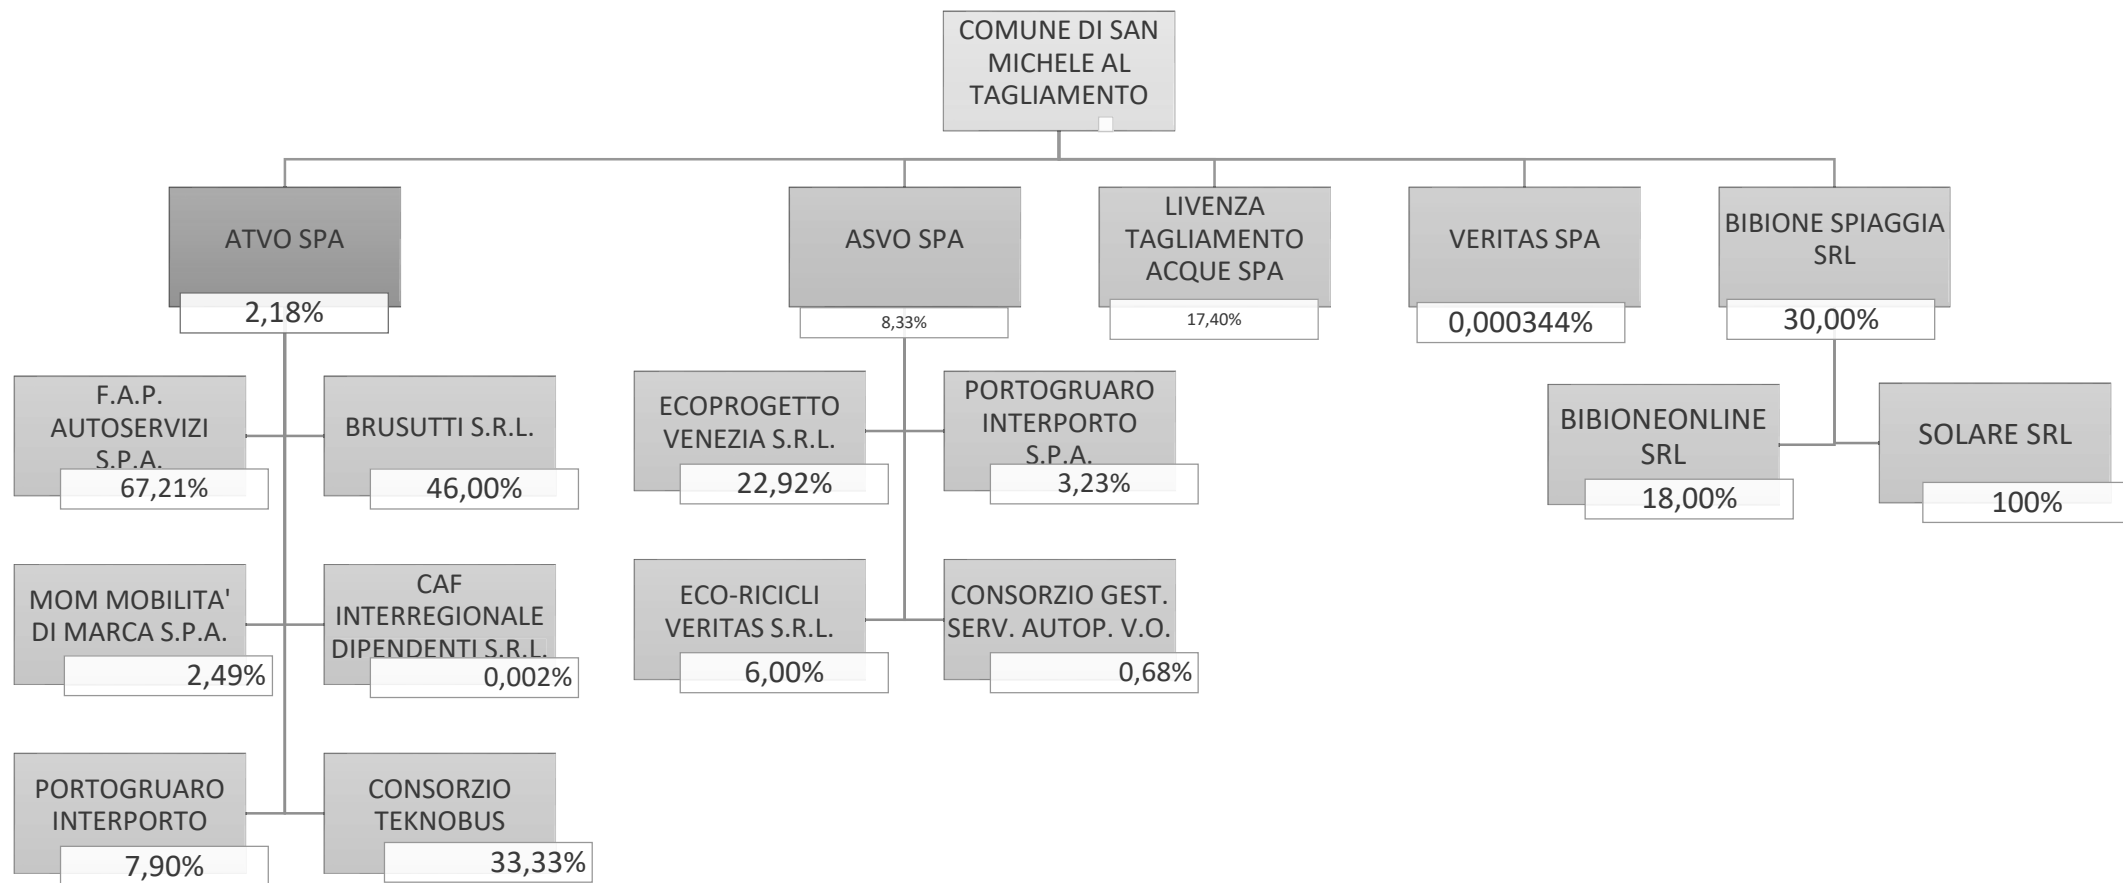 COMUNE DI SAN
MICHELE AL
TAGLIAMENTO
ATVO SPA
2,18%
ASVO SPA
8,33%
LIVENZA
TAGLIAMENTO
ACQUE SPA
17,40%
VERITAS SPA
0,000344%
BIBIONE SPIAGGIA
SRL
30,00%
F.A.P.
AUTOSERVIZI
S.P.A.
67,21%
BRUSUTTI S.R.L.
46,00%
MOM MOBILITA'
DI MARCA S.P.A.
2,49%
CAF
INTERREGIONALE
DIPENDENTI S.R.L.
0,002%
PORTOGRUARO
INTERPORTO
7,90%
CONSORZIO
TEKNOBUS
33,33%
ECOPROGETTO
VENEZIA S.R.L.
22,92%
PORTOGRUARO
INTERPORTO
S.P.A.
3,23%
ECO-RICICLI
VERITAS S.R.L.
6,00%
CONSORZIO GEST.
SERV. AUTOP. V.O.
0,68%
BIBIONEONLINE
SRL
18,00%
SOLARE SRL
100%